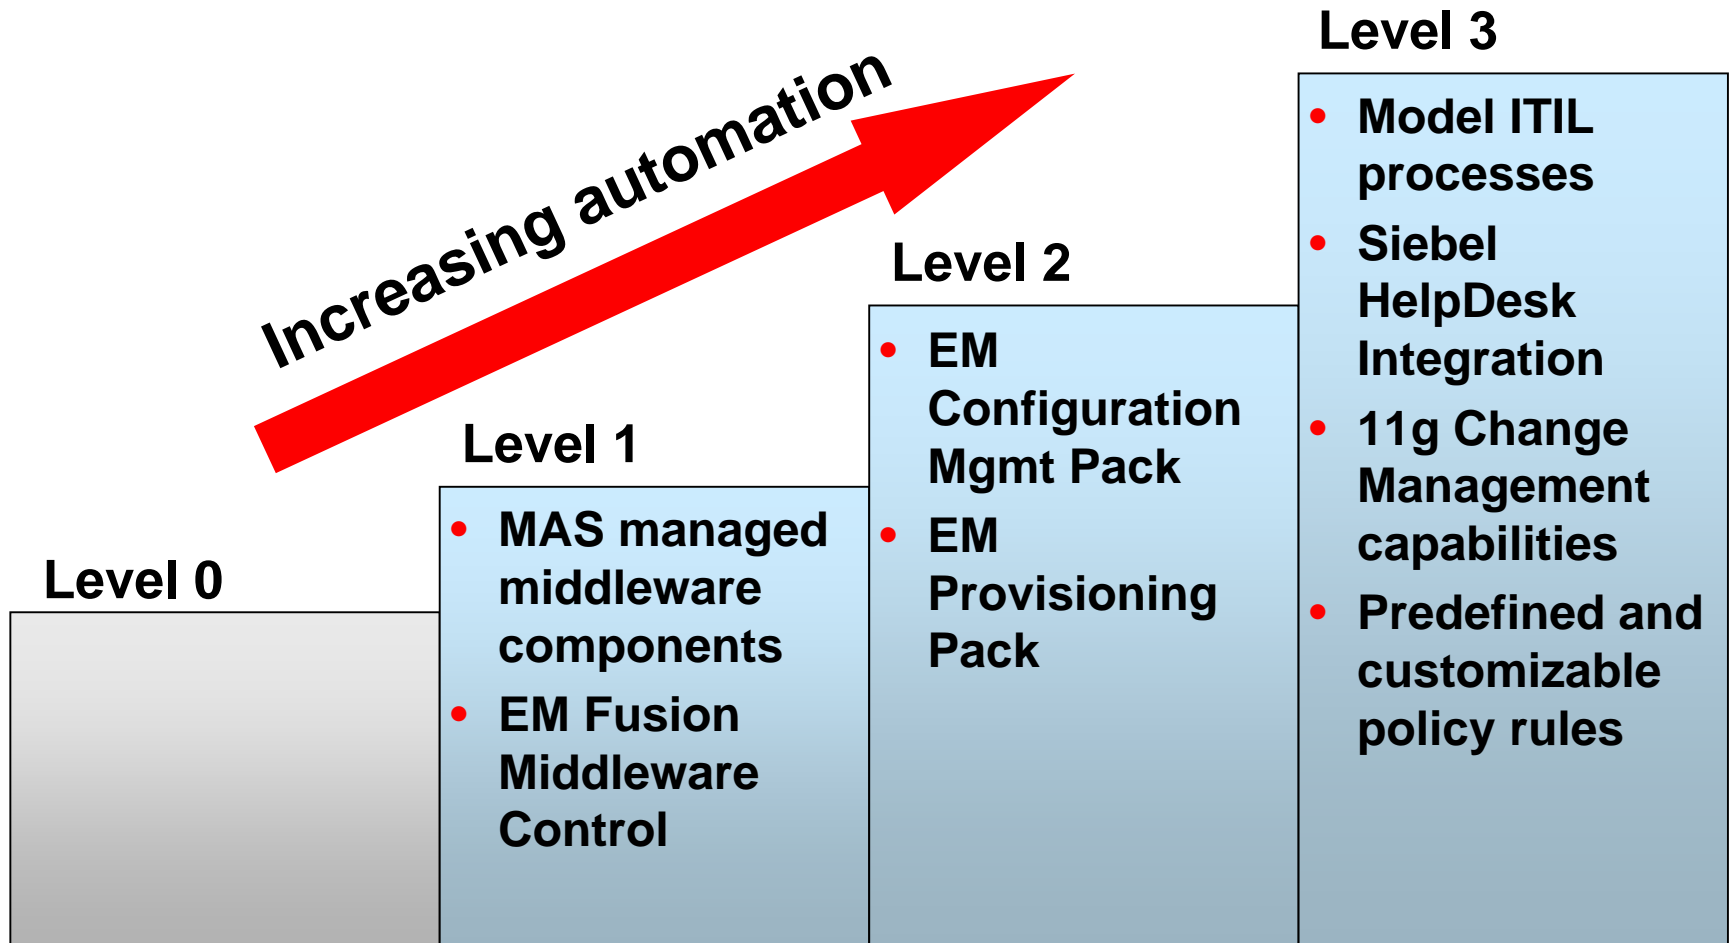 Increasing automation
Level 0
Level 1
MAS managed
middleware
components
EM Fusion
Middleware
Control
Level 2
EM
Configuration
Mgmt Pack
EM
Provisioning
Pack
Level 3
Model ITIL
processes
Siebel
HelpDesk
Integration
11g Change
Management
capabilities
Predefined and
customizable
policy rules